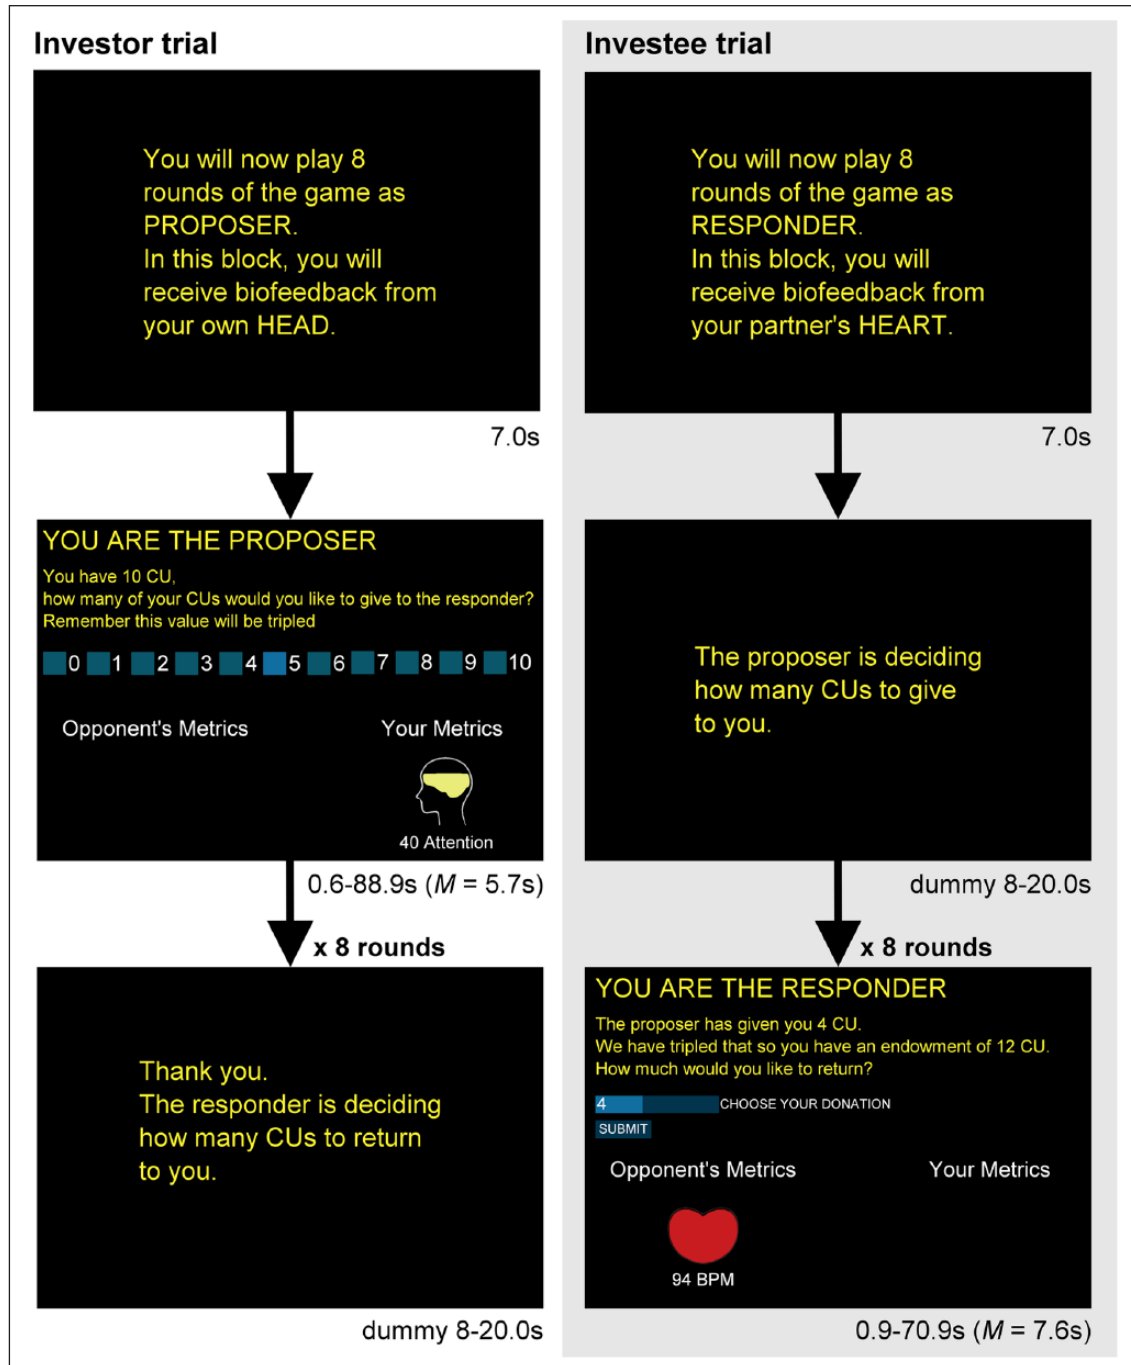 Investor trial
You will now play 8
rounds of the game as
PROPOSER.
In this block, you will
receive biofeedback from
your own HEAD.
7.0s
YOU ARE THE PROPOSER
You have 10 CU,
how many of your CUs would you like to give to the responder?
Remember this value will be tripled
0 1 2 3 4 5 6 7 8 9 10
Opponent's Metrics Your Metrics
40 Attention
0.6-88.9s (M = 5.7s)
x 8 rounds
Thank you.
The responder is deciding
how many CUs to return
to you.
dummy 8-20.0s
Investee trial
You will now play 8
rounds of the game as
RESPONDER.
In this block, you will
receive biofeedback from
your partner's HEART.
7.0s
The proposer is deciding
how many CUs to give
to you.
dummy 8-20.0s
x 8 rounds
YOU ARE THE RESPONDER
The proposer has given you 4 CU.
We have tripled that so you have an endowment of 12 CU.
How much would you like to return?
4 CHOOSE YOUR DONATION
SUBMIT
Opponent's Metrics Your Metrics
94 BPM
0.9-70.9s (M = 7.6s)